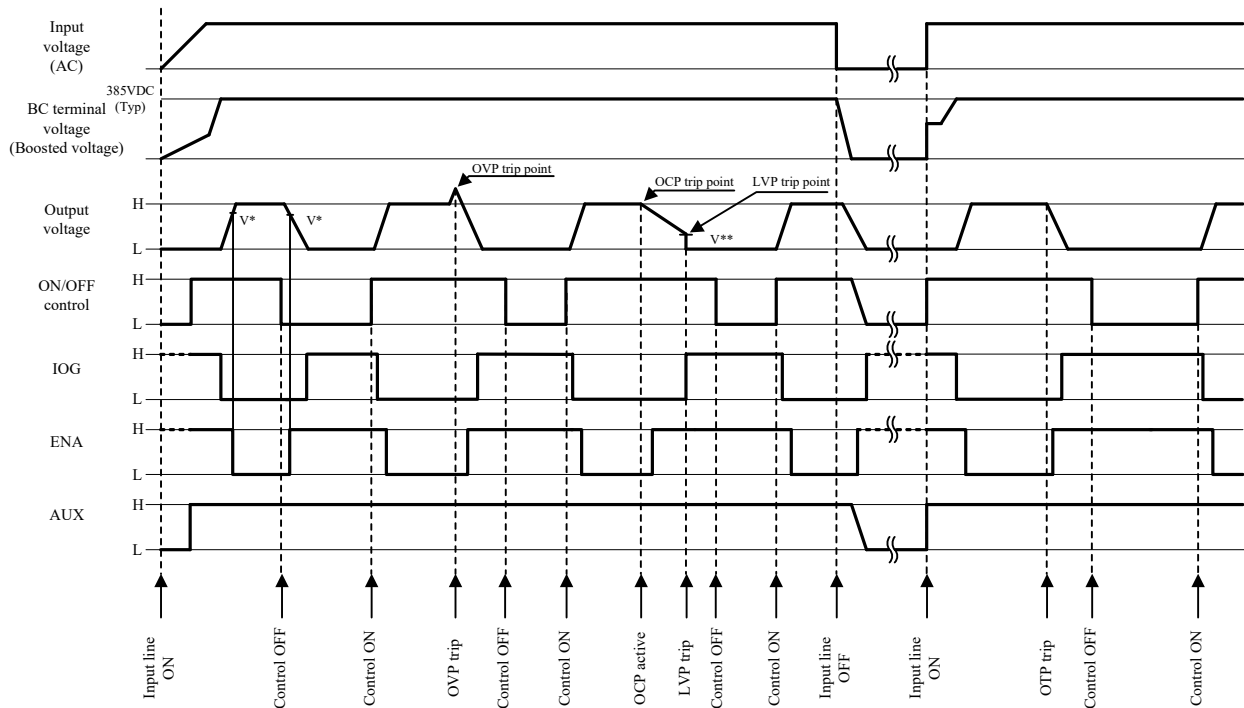 Input
voltage
(AC)
385VDC
(Typ)
BC terminal
voltage
(Boosted voltage)
OVP trip point
OCP trip point
LVP trip point
Output
voltage
H
L
V*
V*
V**
ON/OFF
control
H
L
IOG
H
L
ENA
H
L
AUX
H
L
Input line
ON
Control OFF
Control ON
OVP trip
Control OFF
Control ON
OCP active
LVP trip
Control OFF
Control ON
Input line
OFF
Input line
ON
OTP trip
Control OFF
Control ON